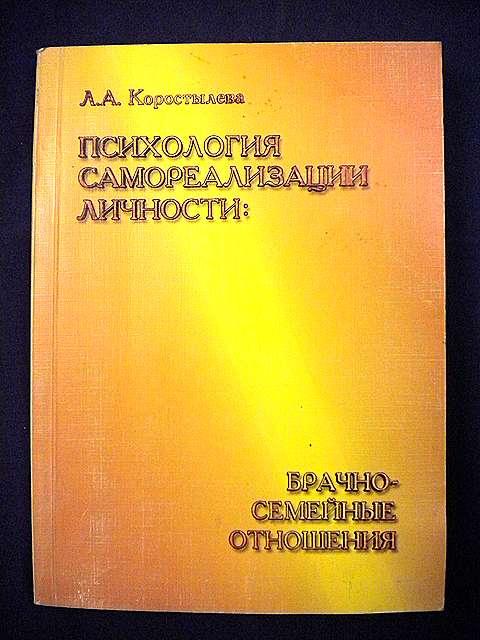 Л.А. Коростылева
ПСИХОЛОГИЯ
САМОРЕАЛИЗАЦИИ
ЛИЧНОСТИ:
БРАЧНО-
СЕМЕЙНЫЕ
ОТНОШЕНИЯ